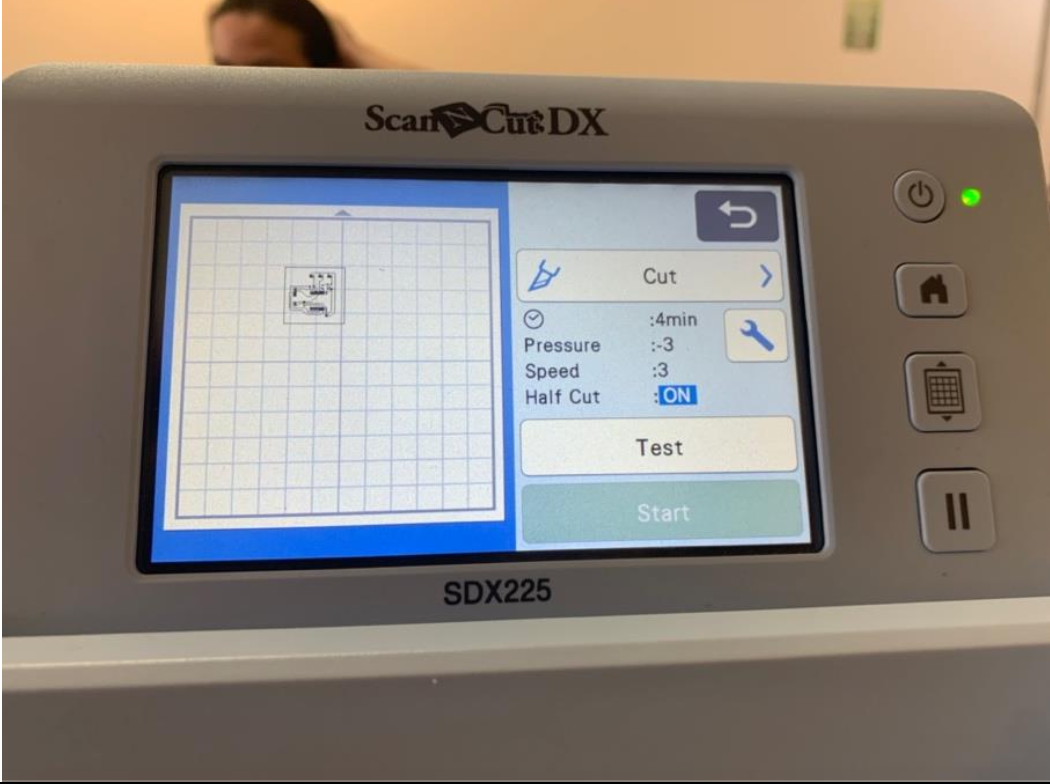 ScanNCut DX
Cut
:4min
Pressure :-3
Speed :3
Half Cut :ON
Test
Start
SDX225